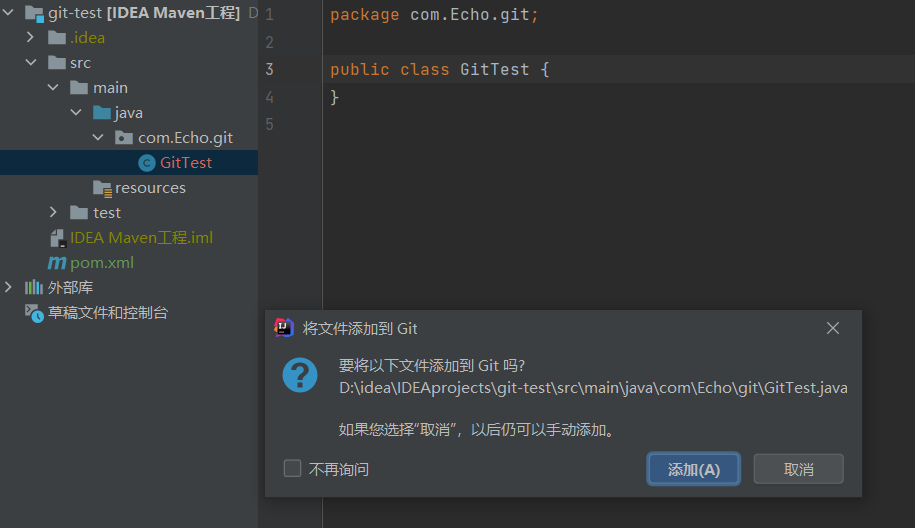 git-test [IDEA Maven工程] D
.idea
src
main
java
com.Echo.git
GitTest
resources
test
IDEA Maven工程.iml
pom.xml
外部库
草稿文件和控制台
1 package com.Echo.git;
2
3 public class GitTest {
4 }
5
将文件添加到 Git
要将以下文件添加到 Git 吗?
D:\idea\IDEAprojects\git-test\src\main\java\com\Echo\git\GitTest.java
如果您选择“取消”，以后仍可以手动添加。
不再询问
添加(A)
取消